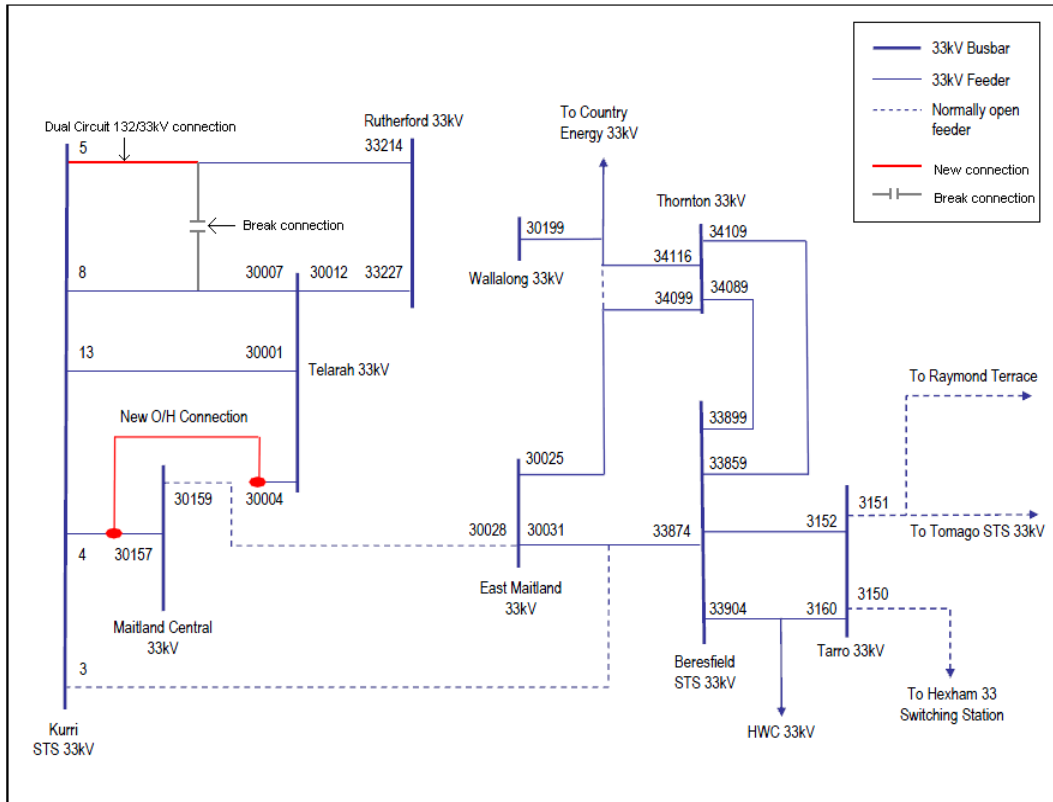 33kV Busbar
33kV Feeder
Normally open
feeder
New connection
Break connection
Dual Circuit 132/33kV connection
5
Rutherford 33kV
33214
To Country
Energy 33kV
Thornton 33kV
30199
34109
Break connection
Wallalong 33kV
34116
34089
8
30007
30012
33227
34099
13
30001
Telarah 33kV
To Raymond Terrace
New O/H Connection
33899
30025
33859
30159
30004
3151
30028
30031
33874
3152
To Tomago STS 33kV
4
30157
East Maitland
33kV
3150
Maitland Central
33kV
33904
3160
Tarro 33kV
3
Beresfield
STS 33kV
To Hexham 33
Switching Station
Kurri
STS 33kV
HWC 33kV